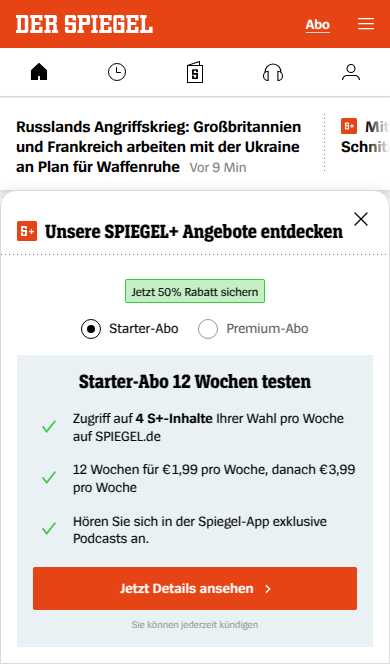 DER SPIEGEL
Abo
Russlands Angriffskrieg: Großbritannien
und Frankreich arbeiten mit der Ukraine
an Plan für Waffenruhe Vor 9 Min
S+ Mit
Schnit
S+ Unsere SPIEGEL+ Angebote entdecken
Jetzt 50% Rabatt sichern
Starter-Abo
Premium-Abo
Starter-Abo 12 Wochen testen
Zugriff auf 4 S+-Inhalte Ihrer Wahl pro Woche
auf SPIEGEL.de
12 Wochen für €1,99 pro Woche, danach €3,99
pro Woche
Hören Sie sich in der Spiegel-App exklusive
Podcasts an.
Jetzt Details ansehen
Sie können jederzeit kündigen